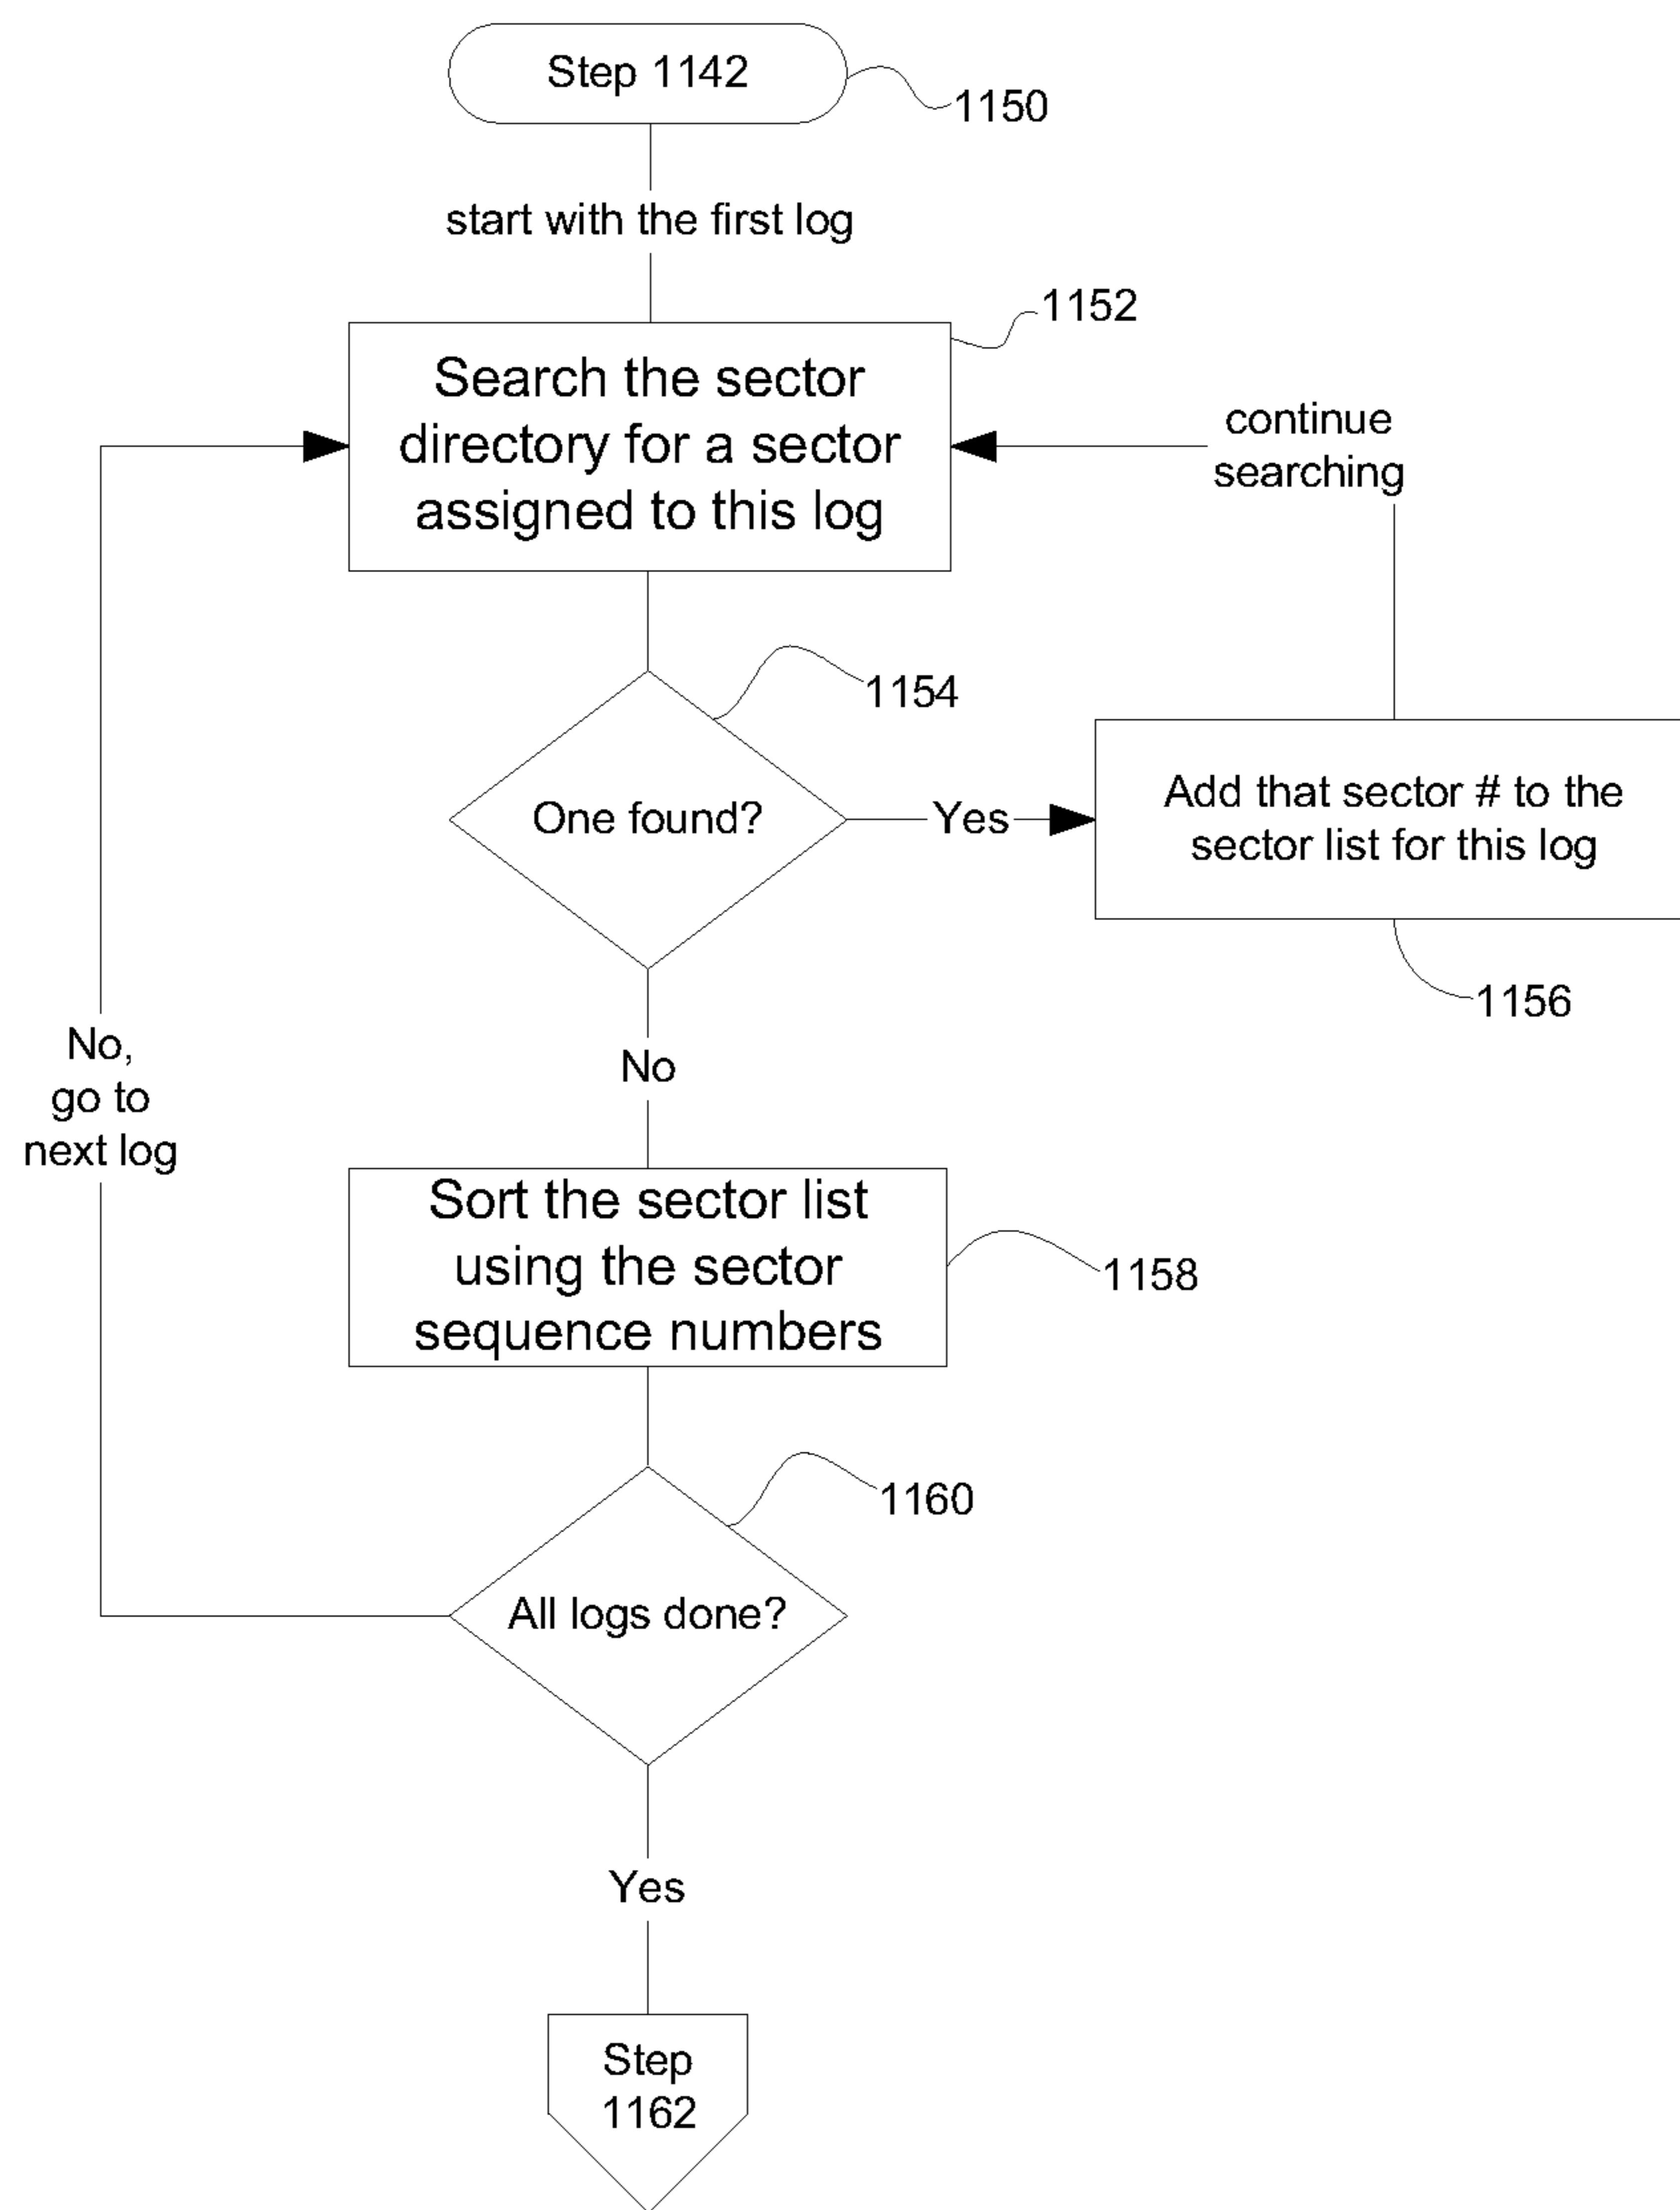 Step 1142
1150
start with the first log
1152
Search the sector
directory for a sector
assigned to this log
continue
searching
1154
One found?
Yes
Add that sector # to the
sector list for this log
1156
No
No,
go to
next log
Sort the sector list
using the sector
sequence numbers
1158
1160
All logs done?
Yes
Step
1162